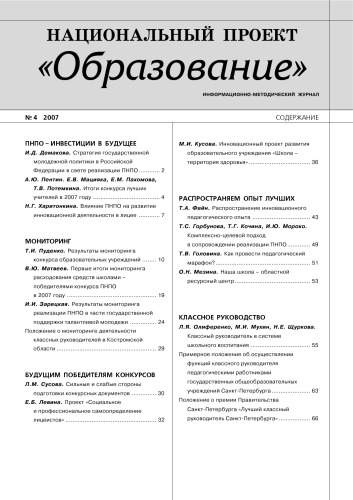 НАЦИОНАЛЬНЫЙ ПРОЕКТ
«Образование»
ИНФОРМАЦИОННО-МЕТОДИЧЕСКИЙ ЖУРНАЛ
№ 4 2007
СОДЕРЖАНИЕ
ПНПО – ИНВЕСТИЦИИ В БУДУЩЕЕ
И.Д. Демакова. Стратегия государственной
молодежной политики в Российской
Федерации в свете реализации ПНПО ............ 2
А.Ю. Пентин, Е.В. Мациевка, Е.М. Пахомова,
Т.В. Потемкина. Итоги конкурса лучших
учителей в 2007 году ............ 4
Н.Г. Харитонкина. Влияние ПНПО на развитие
инновационной деятельности в лицее ............ 7
МОНИТОРИНГ
Т.И. Пуденко. Результаты мониторинга
конкурса образовательных учреждений ............ 10
В.Ю. Матвеев. Первые итоги мониторинга
расходования средств школами –
победителями конкурса ПНПО
в 2007 году ............ 19
И.И. Зарецкая. Результаты мониторинга
реализации ПНПО в части государственной
поддержки талантливой молодежи ............ 24
Положение о мониторинге деятельности
классных руководителей в Костромской
области ............ 29
БУДУЩИМ ПОБЕДИТЕЛЯМ КОНКУРСОВ
Л.М. Сусова. Сильные и слабые стороны
подготовки конкурсных документов ............ 30
Е.Б. Левина. Проект «Социальное
и профессиональное самоопределение
лицеистов» ............ 32
М.И. Кусова. Инновационный проект развития
образовательного учреждения «Школа –
территория здоровья» ............ 36
РАСПРОСТРАНЯЕМ ОПЫТ ЛУЧШИХ
Т.А. Файн. Распространение инновационного
педагогического опыта ............ 43
Т.С. Горбунова, Т.Г. Кочина, И.Ю. Мороко.
Комплексно-целевой подход
в сопровождении реализации ПНПО ............ 49
Т.В. Головина. Как провести педагогический
марафон? ............ 51
О.Н. Мезина. Наша школа – областной
ресурсный центр ............ 53
КЛАССНОЕ РУКОВОДСТВО
Л.Я. Олиференко, М.И. Мухин, Н.Е. Щуркова.
Классный руководитель в системе
школьного воспитания ............ 55
Примерное положение об осуществлении
функций классного руководителя
педагогическими работниками
государственных общеобразовательных
учреждений Санкт-Петербурга ............ 63
Положение о премии Правительства
Санкт-Петербурга «Лучший классный
руководитель Санкт-Петербурга» ............ 66